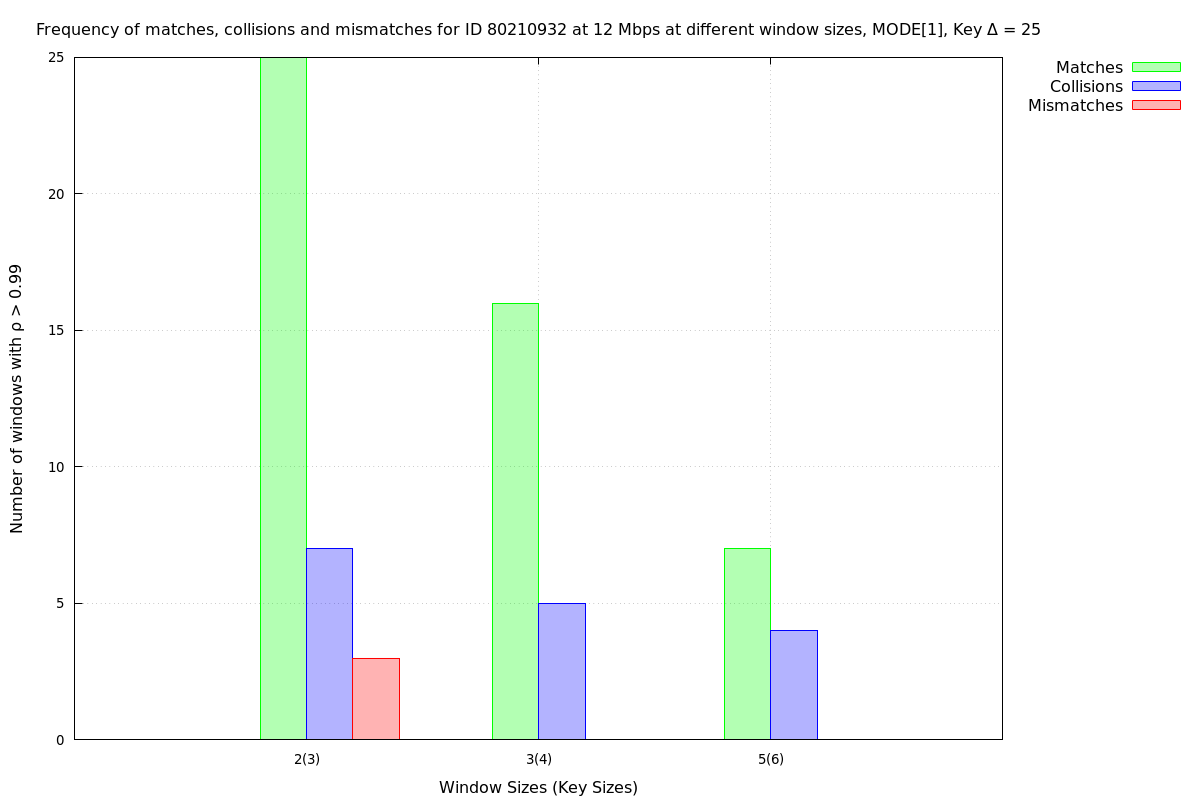 Frequency of matches, collisions and mismatches for ID 80210932 at 12 Mbps at different window sizes, MODE[1], Key Δ = 25
Matches
Collisions
Mismatches
Number of windows with ρ > 0.99
25
20
15
10
5
0
2(3)
3(4)
5(6)
Window Sizes (Key Sizes)